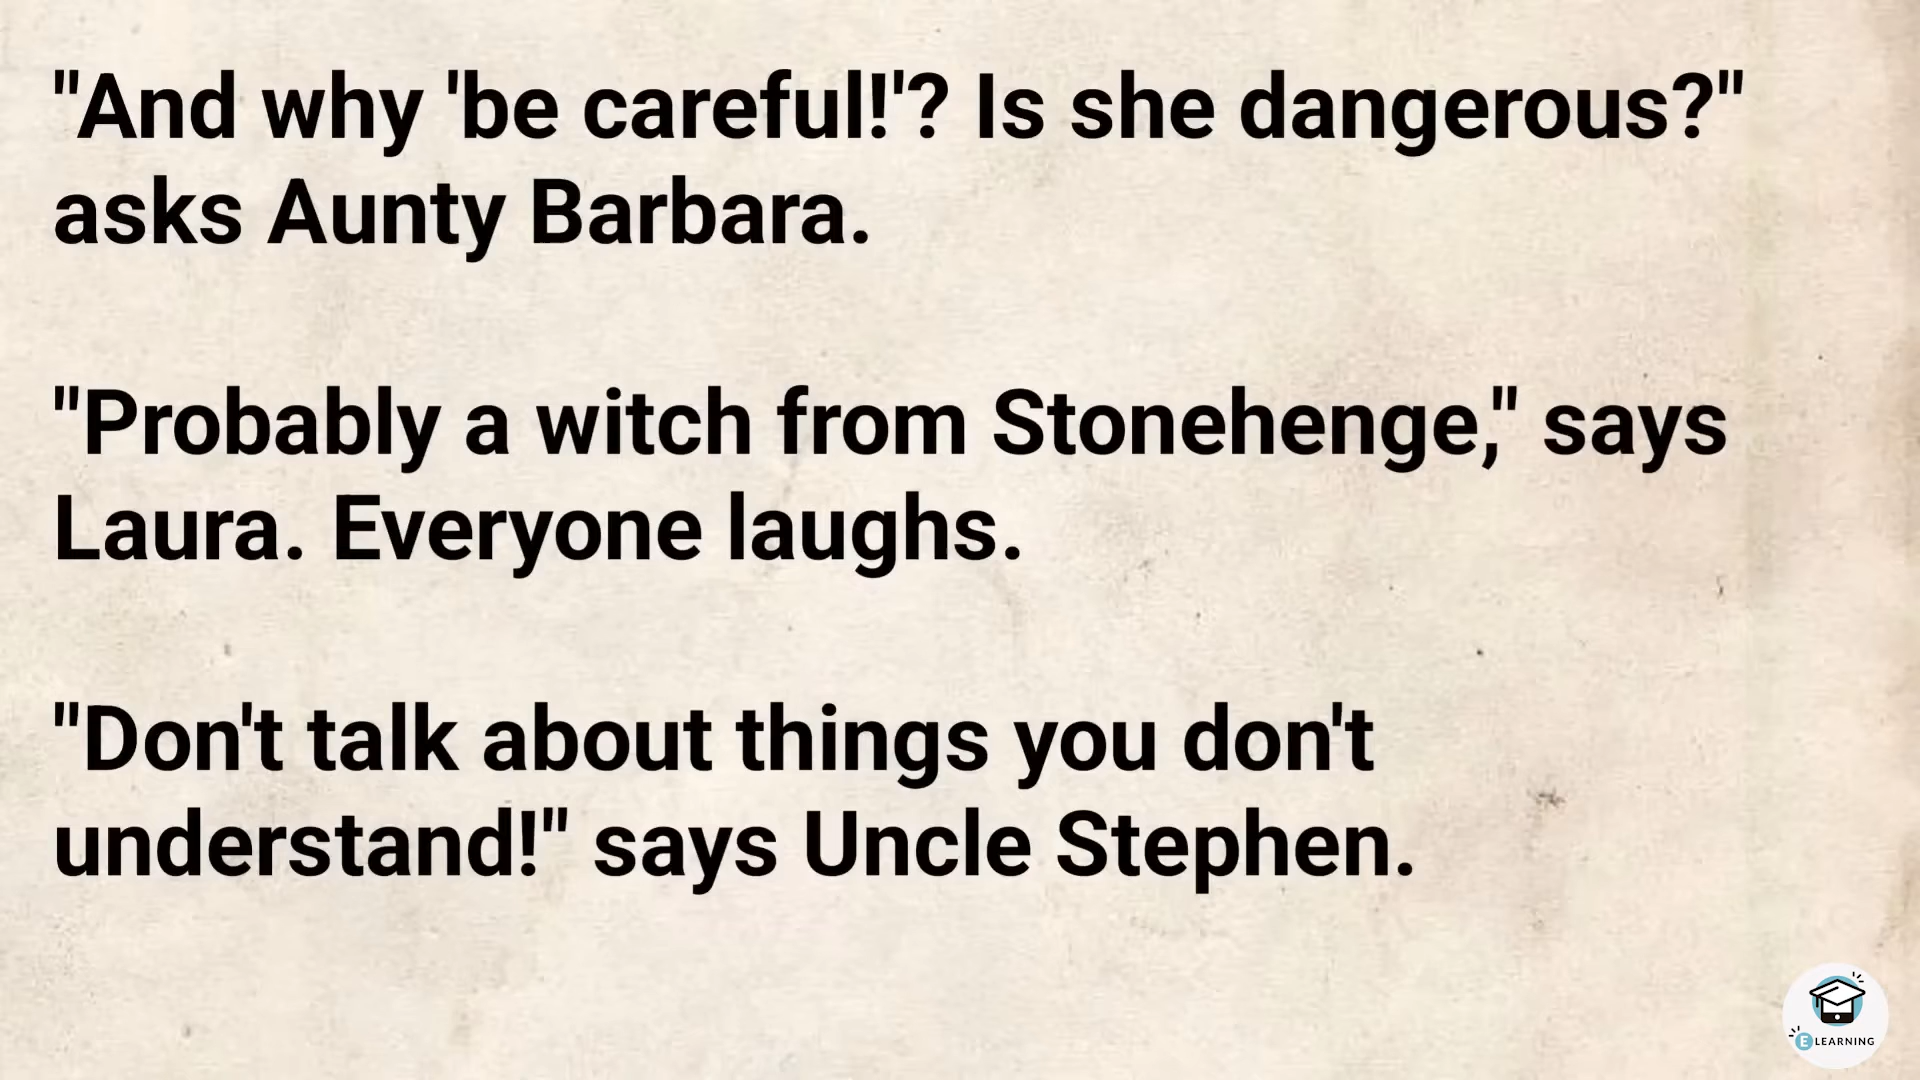 "And why 'be careful!'? Is she dangerous?"
asks Aunty Barbara.
"Probably a witch from Stonehenge," says
Laura. Everyone laughs.
"Don't talk about things you don't
understand!" says Uncle Stephen.
E LEARNING